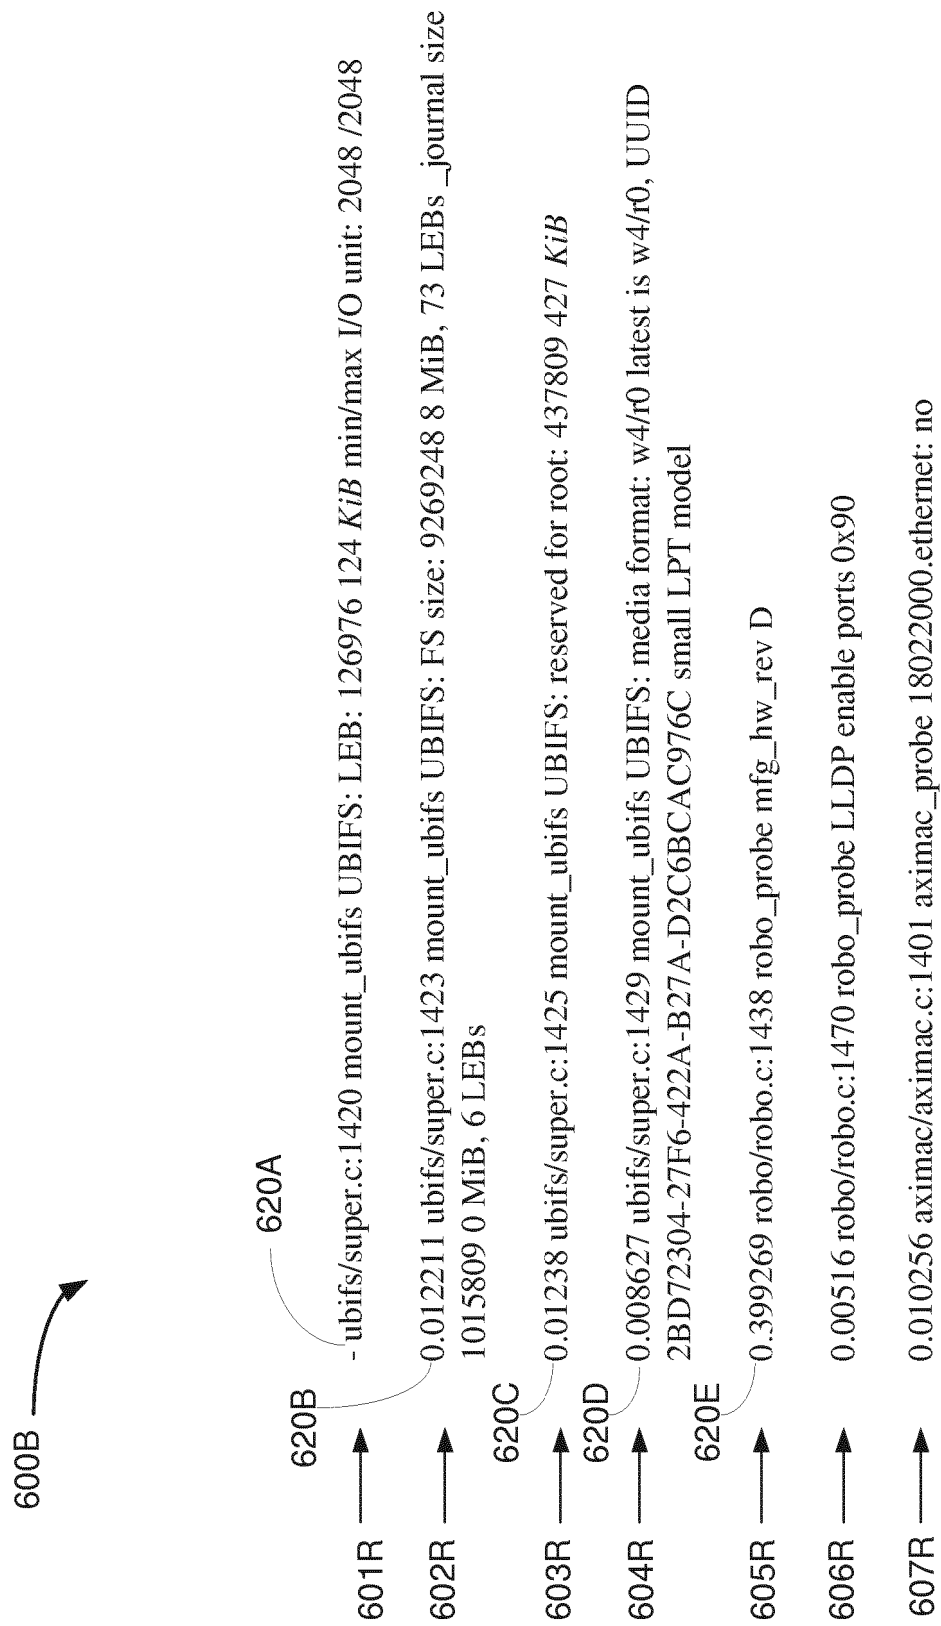 600B
620A
601R
- ubifs/super.c:1420 mount_ubifs UBIFS: LEB: 126976 124 KiB min/max I/O unit: 2048 /2048
620B
602R
0.012211 ubifs/super.c:1423 mount_ubifs UBIFS: FS size: 9269248 8 MiB, 73 LEBs _journal size
1015809 0 MiB, 6 LEBs
620C
603R
0.01238 ubifs/super.c:1425 mount_ubifs UBIFS: reserved for root: 437809 427 KiB
620D
604R
0.008627 ubifs/super.c:1429 mount_ubifs UBIFS: media format: w4/r0 latest is w4/r0, UUID
2BD72304-27F6-422A-B27A-D2C6BCAC976C small LPT model
620E
605R
0.399269 robo/robo.c:1438 robo_probe mfg_hw_rev D
606R
0.00516 robo/robo.c:1470 robo_probe LLDP enable ports 0x90
607R
0.010256 aximac/aximac.c:1401 aximac_probe 18022000.ethernet: no